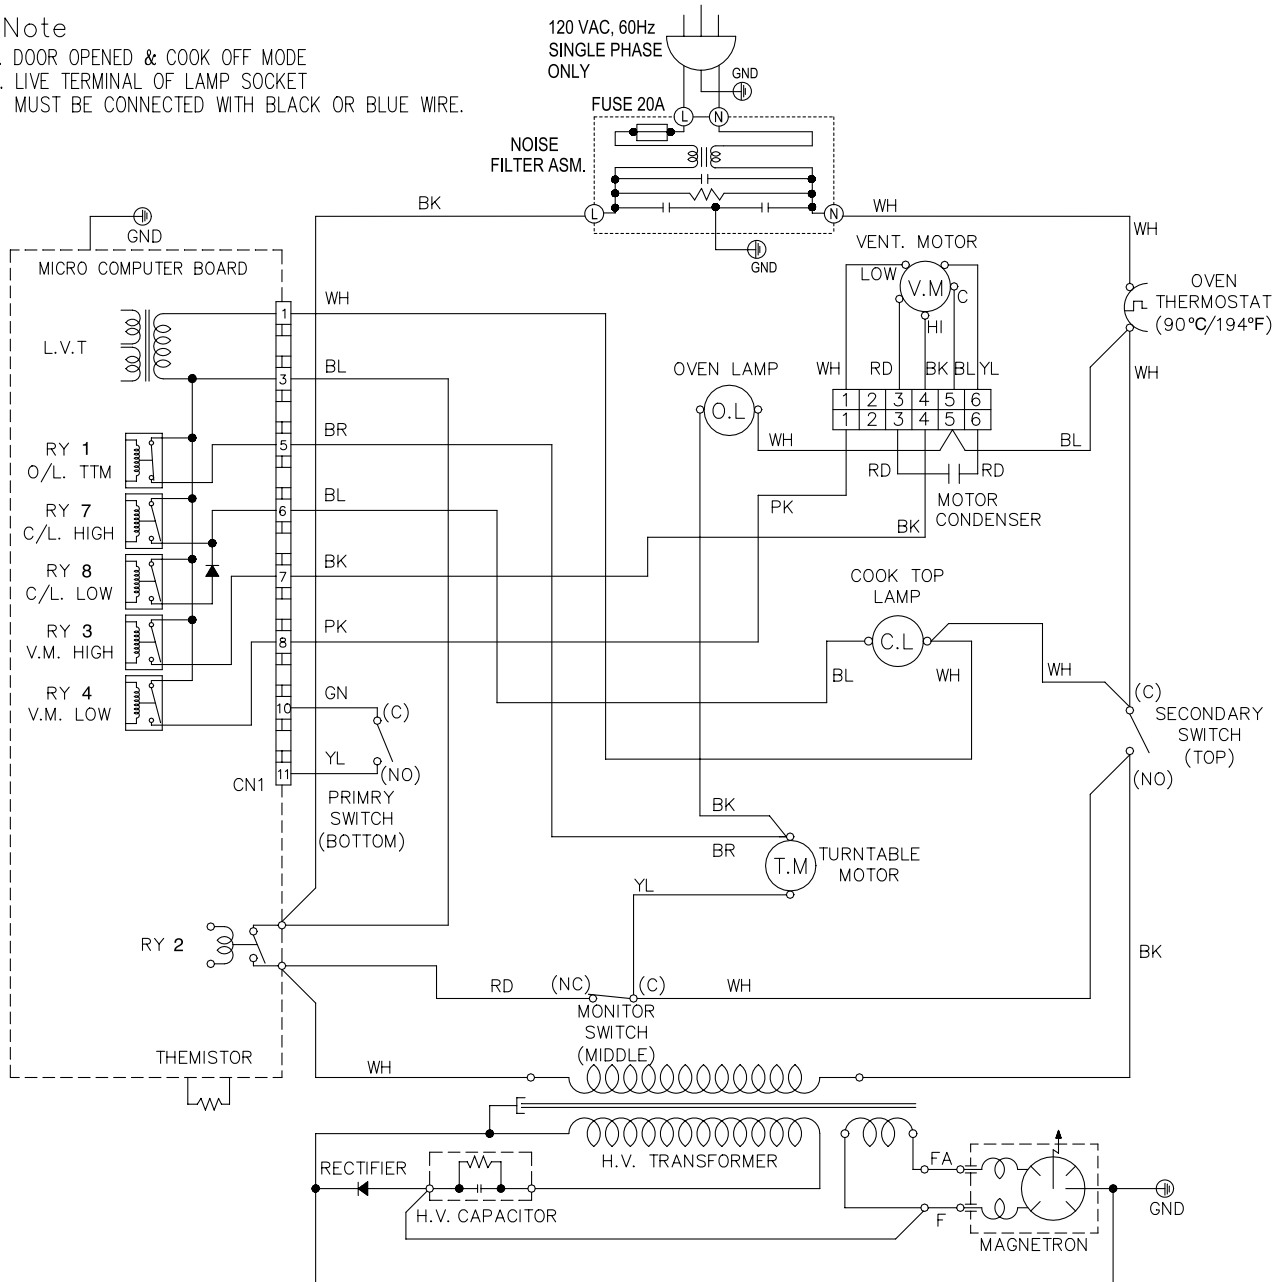 Note
. DOOR OPENED & COOK OFF MODE
. LIVE TERMINAL OF LAMP SOCKET
MUST BE CONNECTED WITH BLACK OR BLUE WIRE.
120 VAC, 60Hz
SINGLE PHASE
ONLY
GND
FUSE 20A
L
N
NOISE
FILTER ASM.
L
N
GND
BK
WH
WH
GND
MICRO COMPUTER BOARD
L.V.T
VENT. MOTOR
LOW
V.M
C
HI
OVEN
THERMOSTAT
(90°C/194°F)
WH
1
WH
3
BL
OVEN LAMP
O.L
WH
RD
BK
BL
YL
1 2 3 4 5 6
1 2 3 4 5 6
WH
BL
RD
RD
MOTOR
CONDENSER
PK
BK
RY 1
O/L. TTM
5
BR
RY 7
C/L. HIGH
6
BL
RY 8
C/L. LOW
7
BK
RY 3
V.M. HIGH
8
PK
RY 4
V.M. LOW
10
GN
(C)
11
YL
(NO)
CN1
PRIMRY
SWITCH
(BOTTOM)
COOK TOP
LAMP
C.L
BL
WH
WH
(C)
SECONDARY
SWITCH
(TOP)
(NO)
BK
BR
T.M
TURNTABLE
MOTOR
YL
RY 2
RD
(NC)
(C)
WH
MONITOR
SWITCH
(MIDDLE)
BK
THEMISTOR
WH
H.V. TRANSFORMER
RECTIFIER
H.V. CAPACITOR
FA
F
MAGNETRON
GND